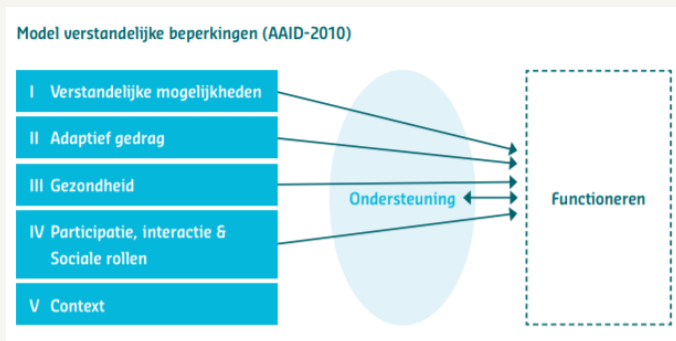 Model verstandelijke beperkingen (AAID-2010)
I Verstandelijke mogelijkheden
II Adaptief gedrag
III Gezondheid
IV Participatie, interactie &
Sociale rollen
V Context
Ondersteuning
Functioneren